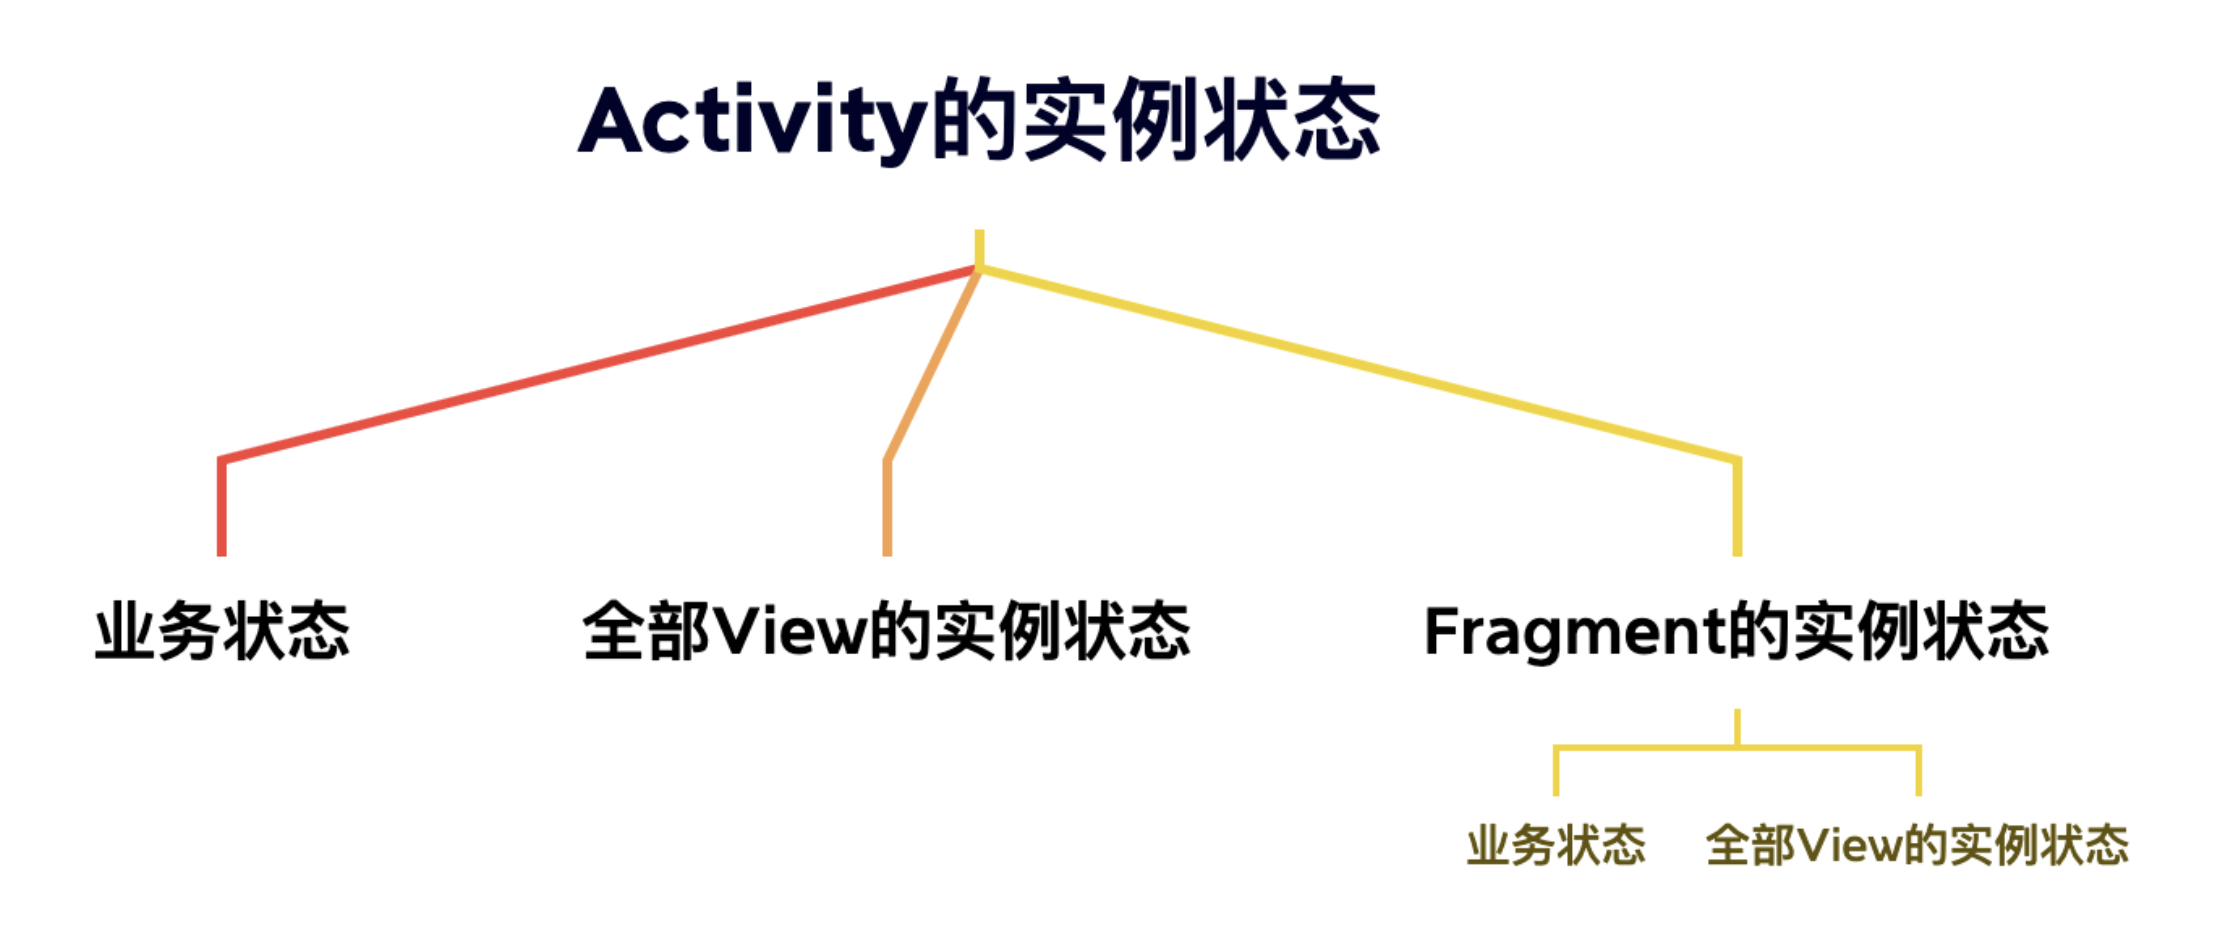 Activity的实例状态
业务状态
全部View的实例状态
Fragment的实例状态
业务状态
全部View的实例状态